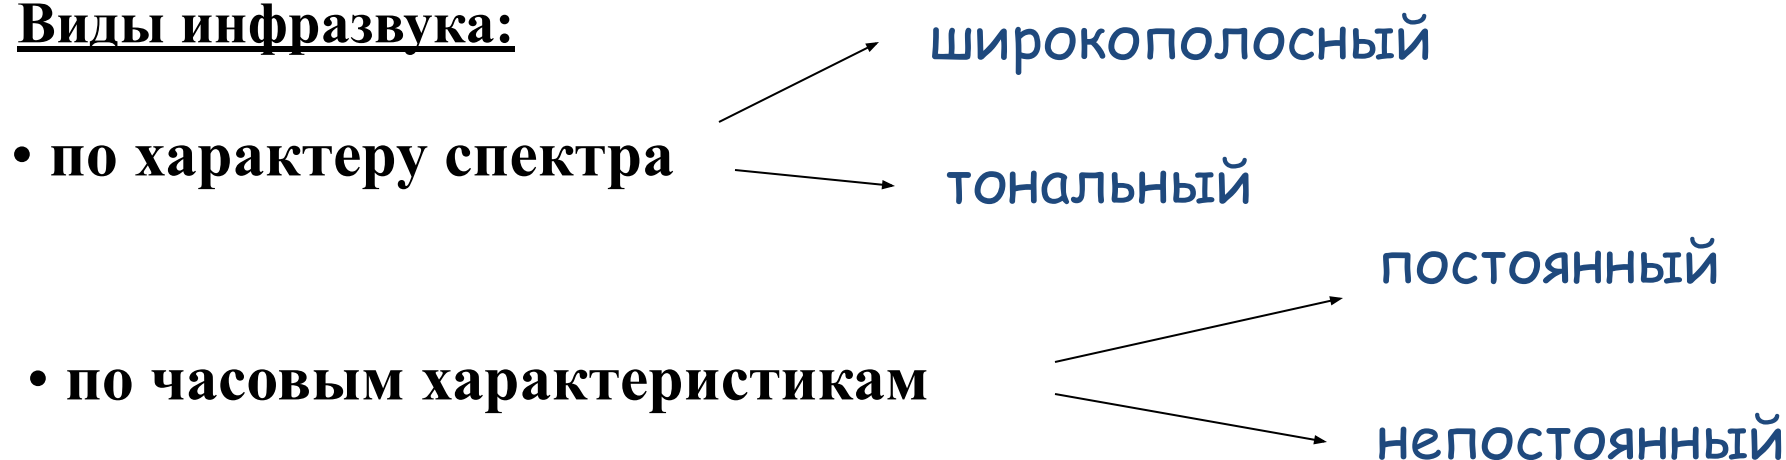 Виды инфразвука:
широкополосный
• по характеру спектра
тональный
постоянный
• по часовым характеристикам
непостоянный